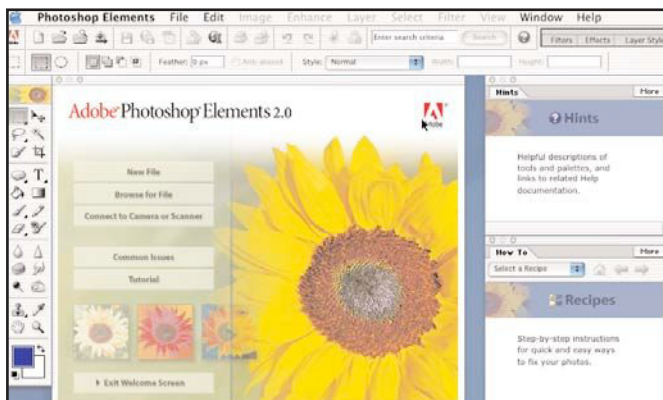 Photoshop Elements File Edit Image Enhance Layer Select Filter View Window Help
Enter search criteria Search Filters Effects Layer Style
Feather: 0 px Anti-aliased Style: Normal Width: Height:
Adobe Photoshop Elements 2.0
Adobe
New File
Browse for File
Connect to Camera or Scanner
Common Issues
Tutorial
Exit Welcome Screen
Hints More
Hints
Helpful descriptions of
tools and palettes, and
links to related Help
documentation.
How To More
Select a Recipe
Recipes
Step-by-step instructions
for quick and easy ways
to fix your photos.